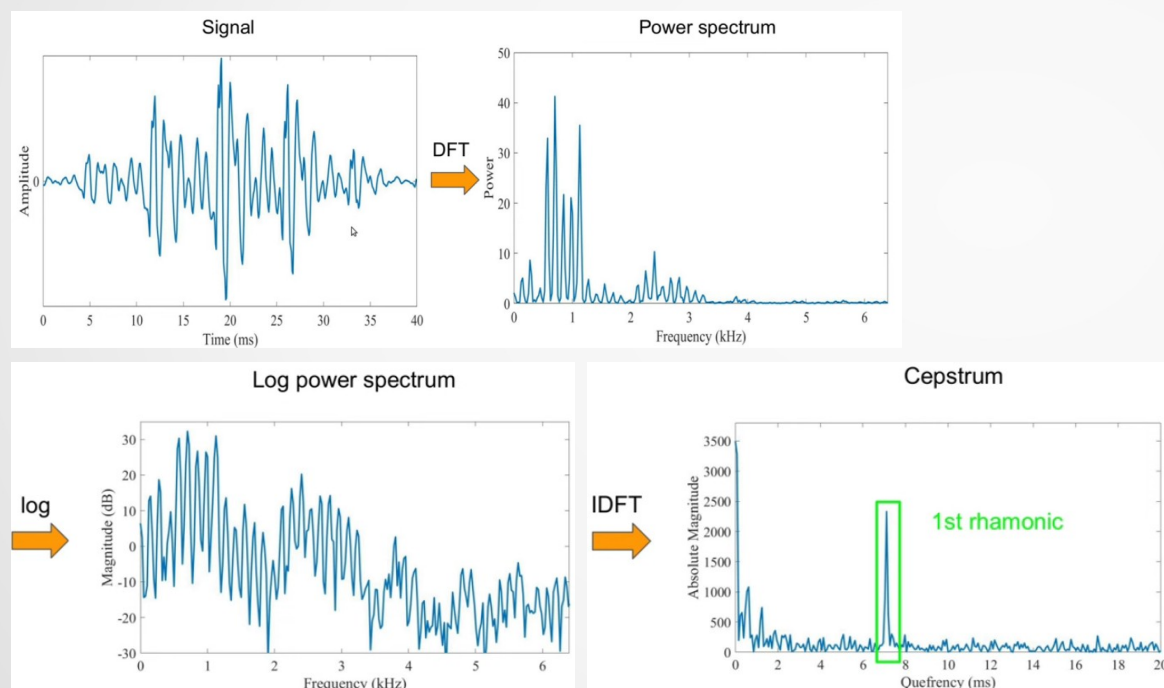 Signal
Amplitude
0
0 5 10 15 20 25 30 35 40
Time (ms)
DFT
Power spectrum
Power
50
40
30
20
10
0
0 1 2 3 4 5 6
Frequency (kHz)
log
Log power spectrum
Magnitude (dB)
30
20
10
0
-10
-20
-30
0 1 2 3 4 5 6
Frequency (kHz)
IDFT
Cepstrum
Absolute Magnitude
3500
3000
2500
2000
1500
1000
500
0
1st rhamonic
0 2 4 6 8 10 12 14 16 18 20
Quefrency (ms)